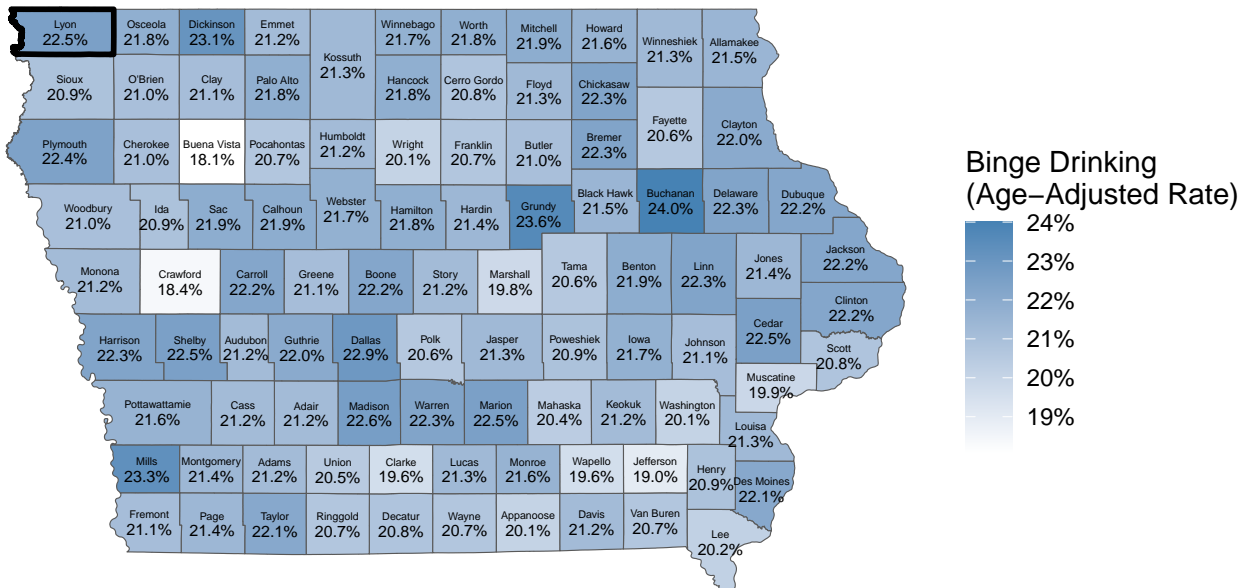 Lyon
22.5%
Osceola
21.8%
Dickinson
23.1%
Emmet
21.2%
Kossuth
21.3%
Winnebago
21.7%
Worth
21.8%
Mitchell
21.9%
Howard
21.6%
Winneshiek
21.3%
Allamakee
21.5%
Sioux
20.9%
O'Brien
21.0%
Clay
21.1%
Palo Alto
21.8%
Hancock
21.8%
Cerro Gordo
20.8%
Floyd
21.3%
Chickasaw
22.3%
Fayette
20.6%
Clayton
22.0%
Plymouth
22.4%
Cherokee
21.0%
Buena Vista
18.1%
Pocahontas
20.7%
Humboldt
21.2%
Wright
20.1%
Franklin
20.7%
Butler
21.0%
Bremer
22.3%
Woodbury
21.0%
Ida
20.9%
Sac
21.9%
Calhoun
21.9%
Webster
21.7%
Hamilton
21.8%
Hardin
21.4%
Grundy
23.6%
Black Hawk
21.5%
Buchanan
24.0%
Delaware
22.3%
Dubuque
22.2%
Monona
21.2%
Crawford
18.4%
Carroll
22.2%
Greene
21.1%
Boone
22.2%
Story
21.2%
Marshall
19.8%
Tama
20.6%
Benton
21.9%
Linn
22.3%
Jones
21.4%
Jackson
22.2%
Clinton
22.2%
Harrison
22.3%
Shelby
22.5%
Audubon
21.2%
Guthrie
22.0%
Dallas
22.9%
Polk
20.6%
Jasper
21.3%
Poweshiek
20.9%
Iowa
21.7%
Johnson
21.1%
Cedar
22.5%
Scott
20.8%
Muscatine
19.9%
Pottawattamie
21.6%
Cass
21.2%
Adair
21.2%
Madison
22.6%
Warren
22.3%
Marion
22.5%
Mahaska
20.4%
Keokuk
21.2%
Washington
20.1%
Louisa
21.3%
Mills
23.3%
Montgomery
21.4%
Adams
21.2%
Union
20.5%
Clarke
19.6%
Lucas
21.3%
Monroe
21.6%
Wapello
19.6%
Jefferson
19.0%
Henry
20.9%
Des Moines
22.1%
Fremont
21.1%
Page
21.4%
Taylor
22.1%
Ringgold
20.7%
Decatur
20.8%
Wayne
20.7%
Appanoose
20.1%
Davis
21.2%
Van Buren
20.7%
Lee
20.2%
Binge Drinking
(Age−Adjusted Rate)
24%
23%
22%
21%
20%
19%